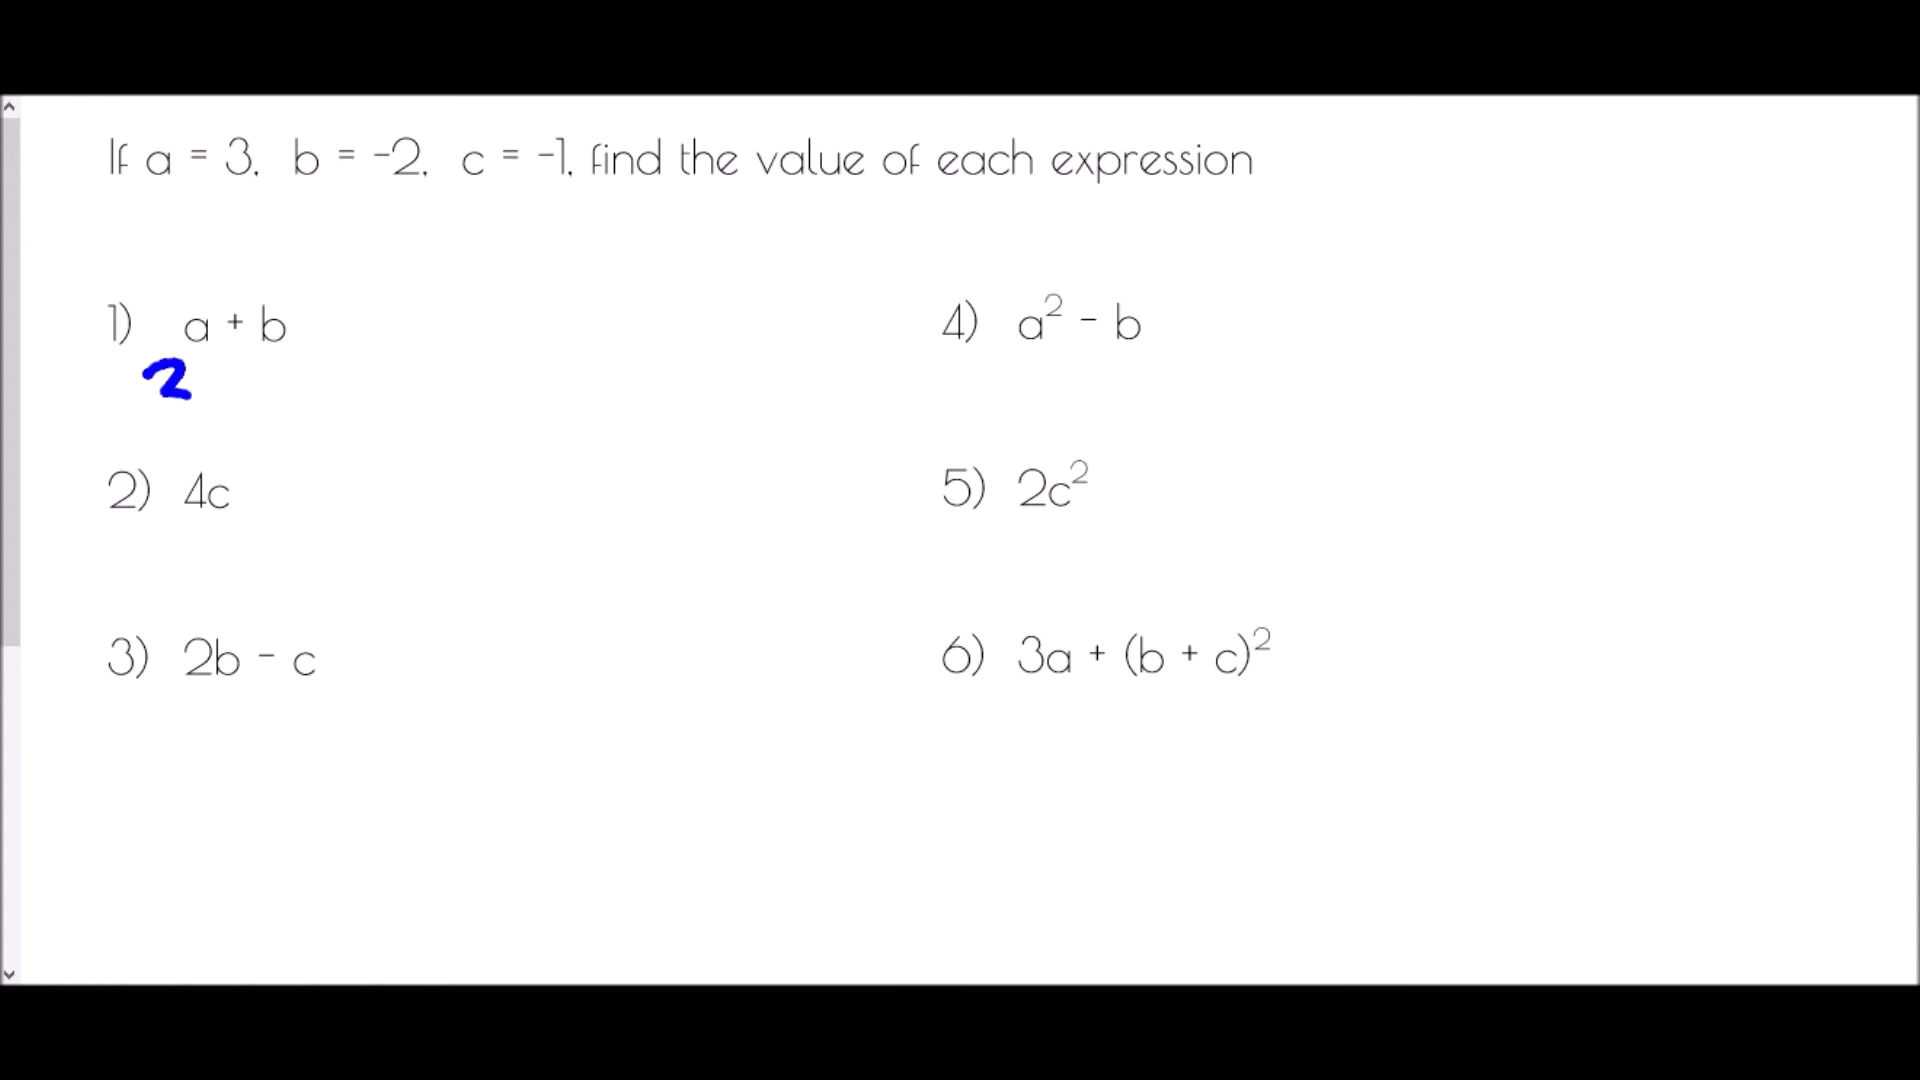 If a = 3, b = -2, c = -1, find the value of each expression
1) a + b
2
2) 4c
3) 2b - c
4) a² - b
5) 2c²
6) 3a + (b + c)²